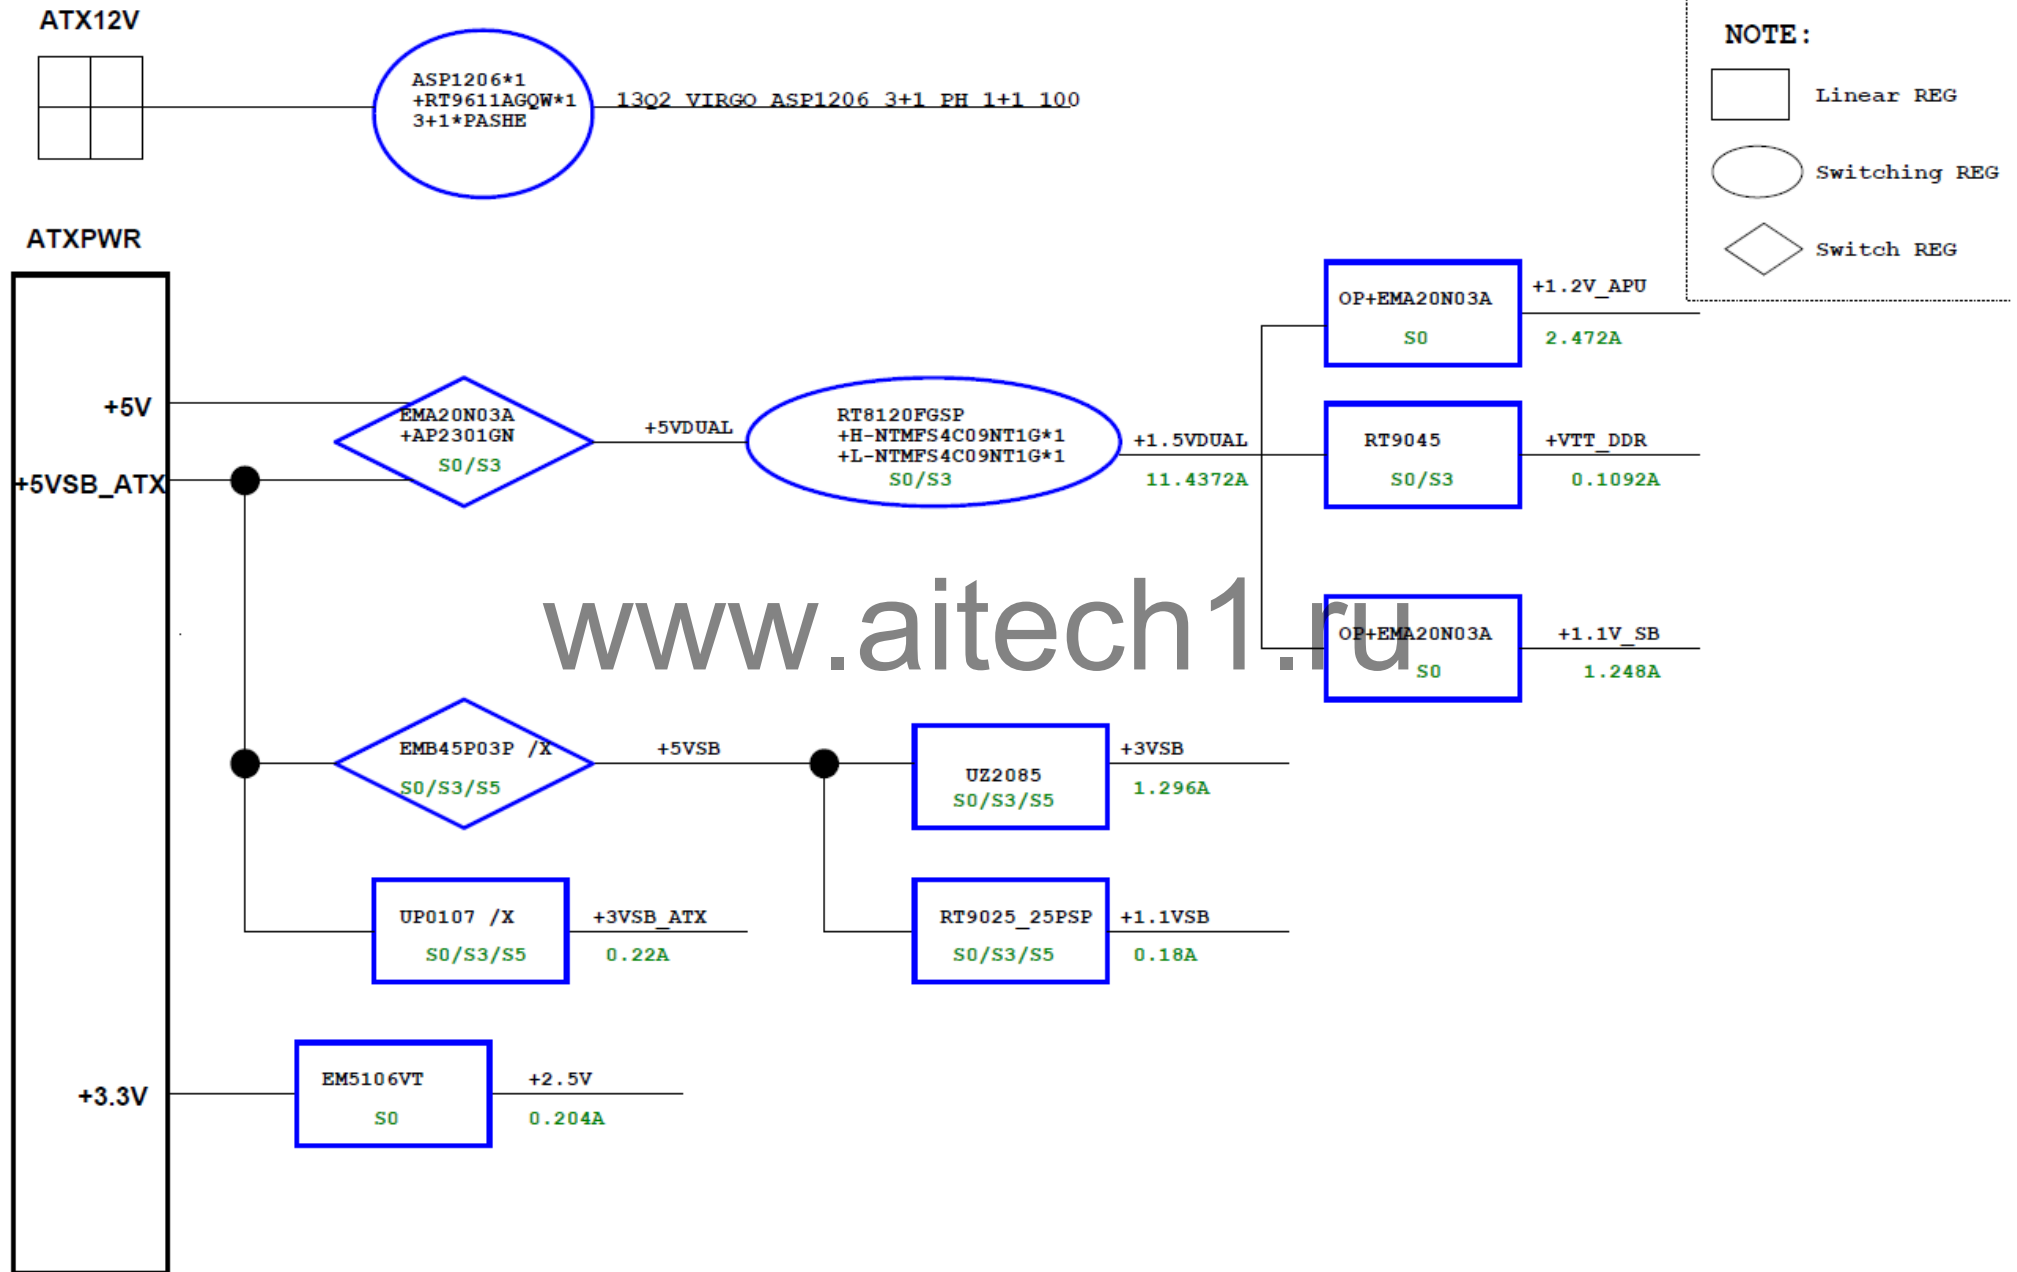 ATX12V
ASP1206*1
+RT9611AGQW*1
3+1*PASHE
13Q2 VIRGO ASP1206 3+1 PH 1+1 100
NOTE:
Linear REG
Switching REG
Switch REG
ATXPWR
+5V
+5VSB_ATX
+3.3V
EMA20N03A
+AP2301GN
S0/S3
+5VDUAL
RT8120FGSP
+H-NTMFS4C09NT1G*1
+L-NTMFS4C09NT1G*1
S0/S3
+1.5VDUAL
11.4372A
OP+EMA20N03A
S0
+1.2V_APU
2.472A
RT9045
S0/S3
+VTT_DDR
0.1092A
OP+EMA20N03A
S0
+1.1V_SB
1.248A
www.aitech1.ru
EMB45P03P /X
S0/S3/S5
+5VSB
UZ2085
S0/S3/S5
+3VSB
1.296A
UP0107 /X
S0/S3/S5
+3VSB_ATX
0.22A
RT9025_25PSP
S0/S3/S5
+1.1VSB
0.18A
EM5106VT
S0
+2.5V
0.204A